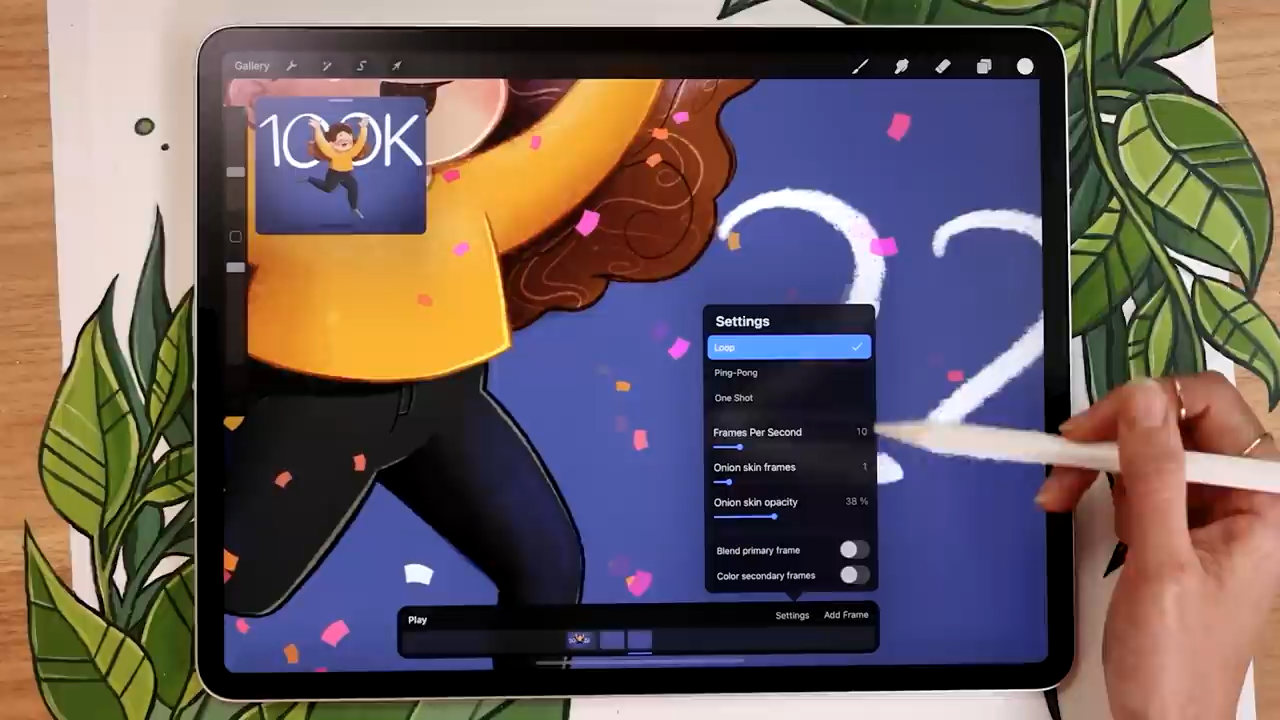 Gallery
100K
22
Settings
Loop
Ping-Pong
One Shot
Frames Per Second 10
Onion skin frames 1
Onion skin opacity 38 %
Blend primary frame
Color secondary frames
Play
Settings Add Frame